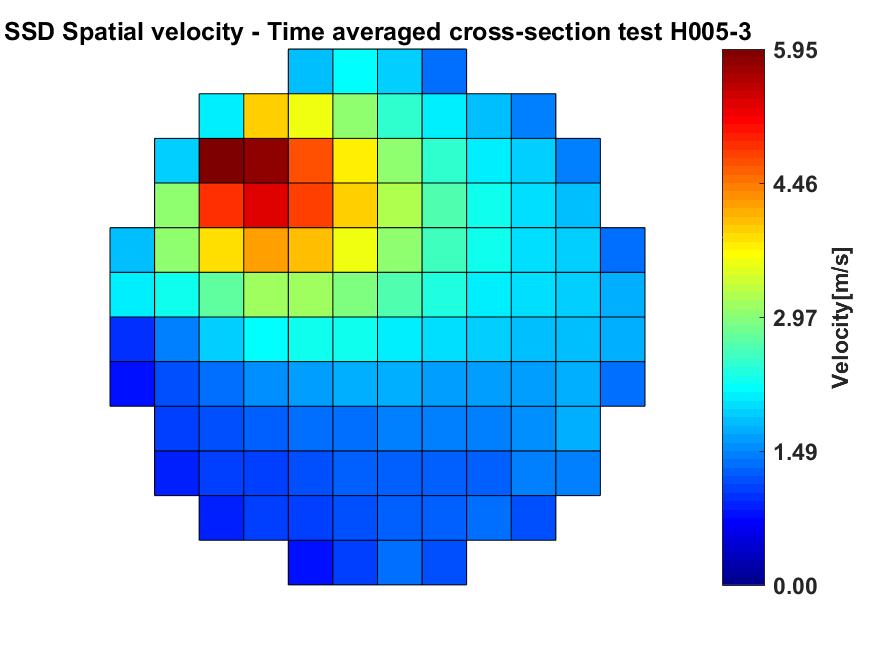 SSD Spatial velocity - Time averaged cross-section test H005-3
5.95
4.46
2.97
1.49
0.00
Velocity[m/s]